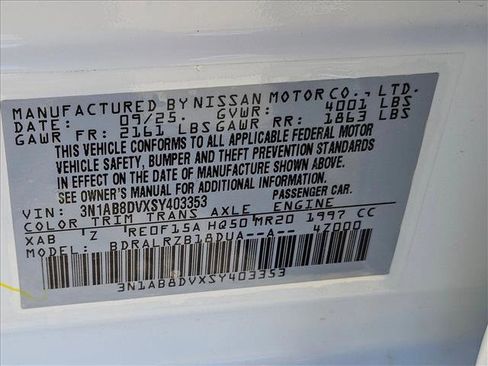 MANUFACTURED BY NISSAN MOTOR CO., LTD.
DATE: 09/25. GVWR: 4001 LBS
GAWR FR: 2161 LBS GAWR RR: 1863 LBS
THIS VEHICLE CONFORMS TO ALL APPLICABLE FEDERAL MOTOR
VEHICLE SAFETY, BUMPER AND THEFT PREVENTION STANDARDS
IN EFFECT ON THE DATE OF MANUFACTURE SHOWN ABOVE.
SEE OWNER'S MANUAL FOR ADDITIONAL INFORMATION
VIN: 3N1AB8DVXSY403353 PASSENGER CAR.
COLOR TRIM TRANS AXLE ENGINE
XAB Z RE0F15A HQ50 MR20 1997 CC
MODEL: BDRALRZB18DUA--A-- 4Z000
3N1AB8DVXSY403353